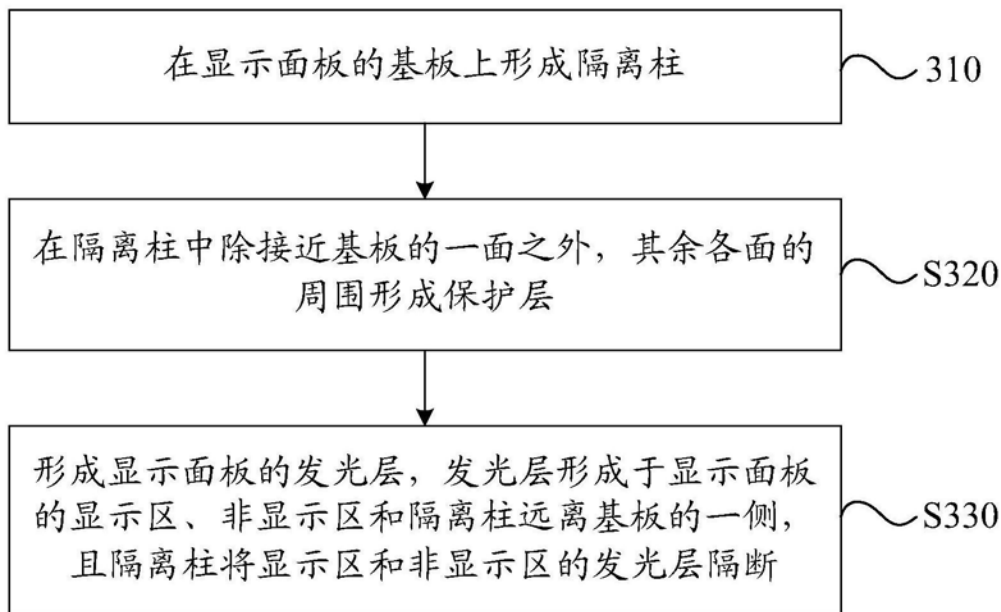 在显示面板的基板上形成隔离柱
310
在隔离柱中除接近基板的一面之外，其余各面的
周围形成保护层
S320
形成显示面板的发光层，发光层形成于显示面板
的显示区、非显示区和隔离柱远离基板的一侧，
且隔离柱将显示区和非显示区的发光层隔断
S330